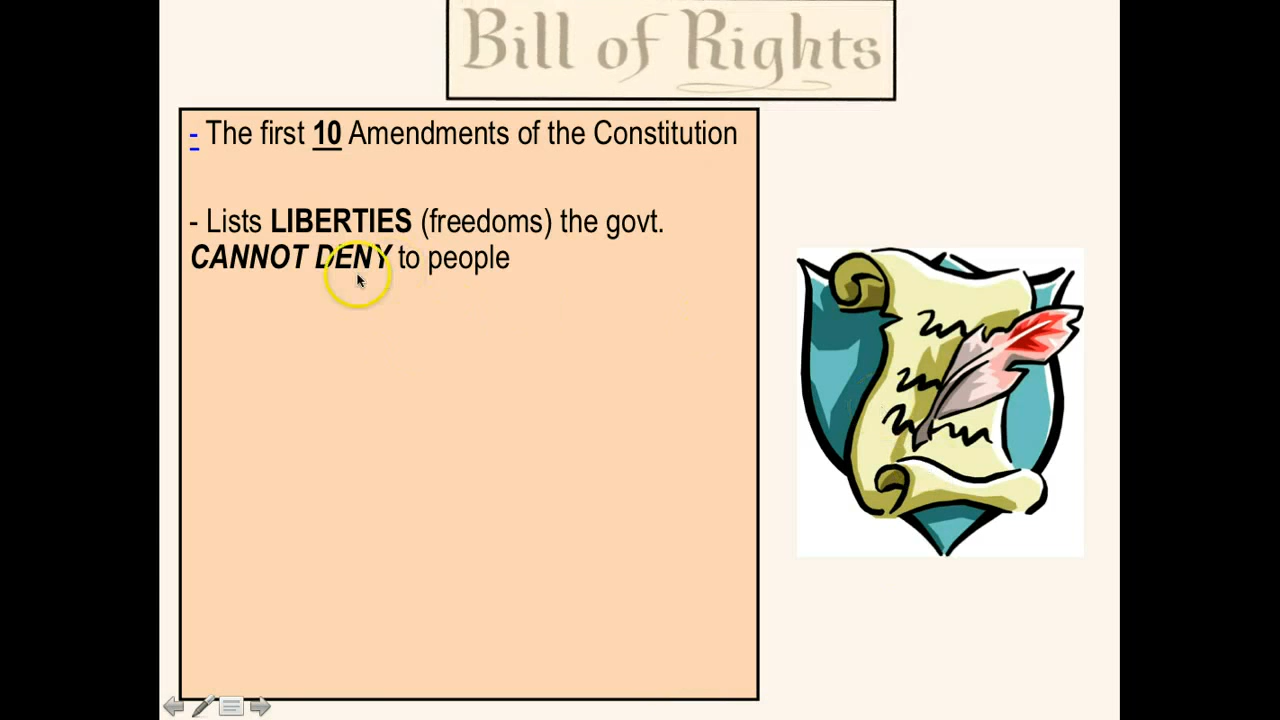 Bill of Rights
- The first 10 Amendments of the Constitution
- Lists LIBERTIES (freedoms) the govt.
CANNOT DENY to people